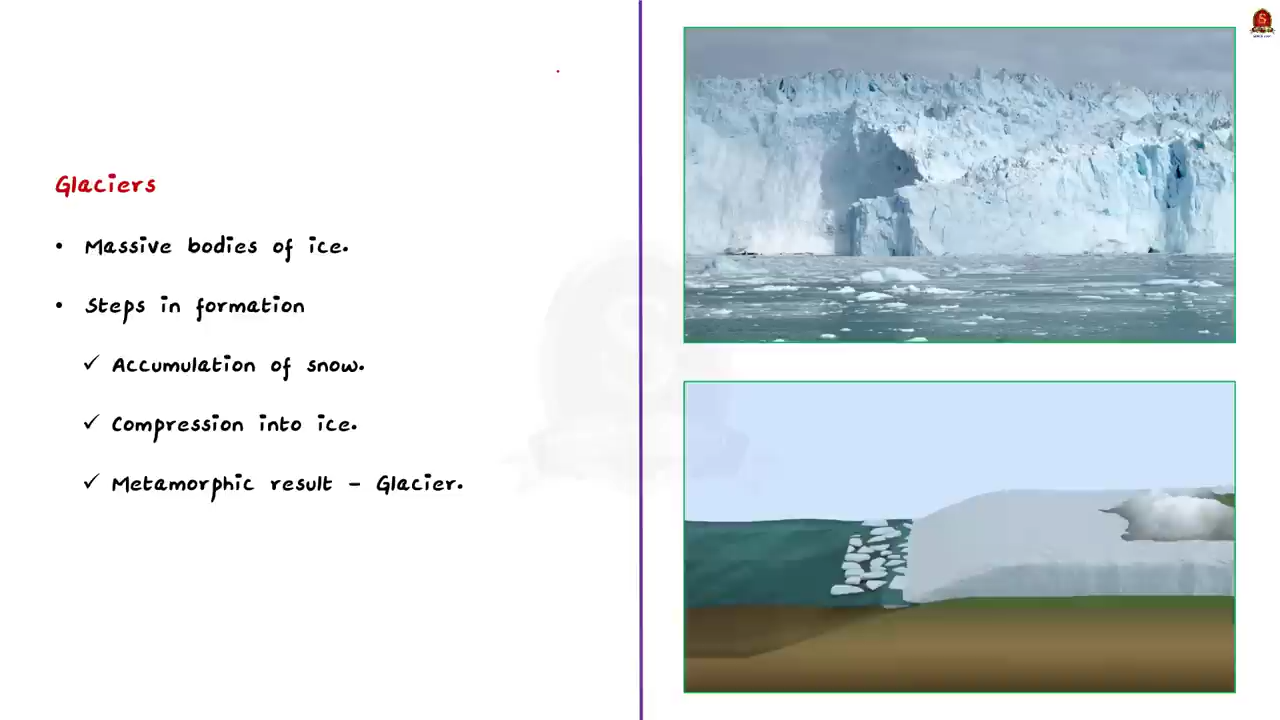 Glaciers
• Massive bodies of ice.
• Steps in formation
✓ Accumulation of snow.
✓ Compression into ice.
✓ Metamorphic result - Glacier.